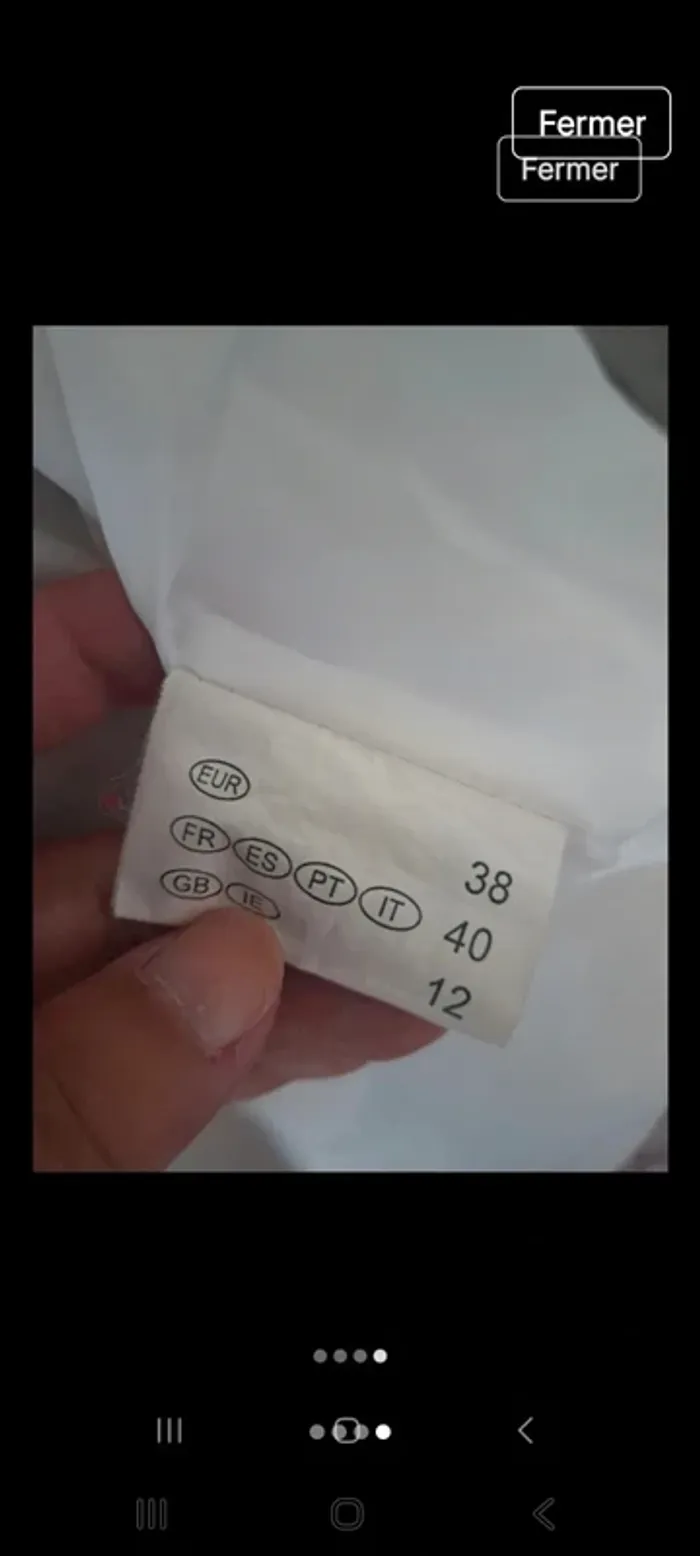 Fermer
Fermer
EUR 38
FR ES PT IT 40
GB IE 12